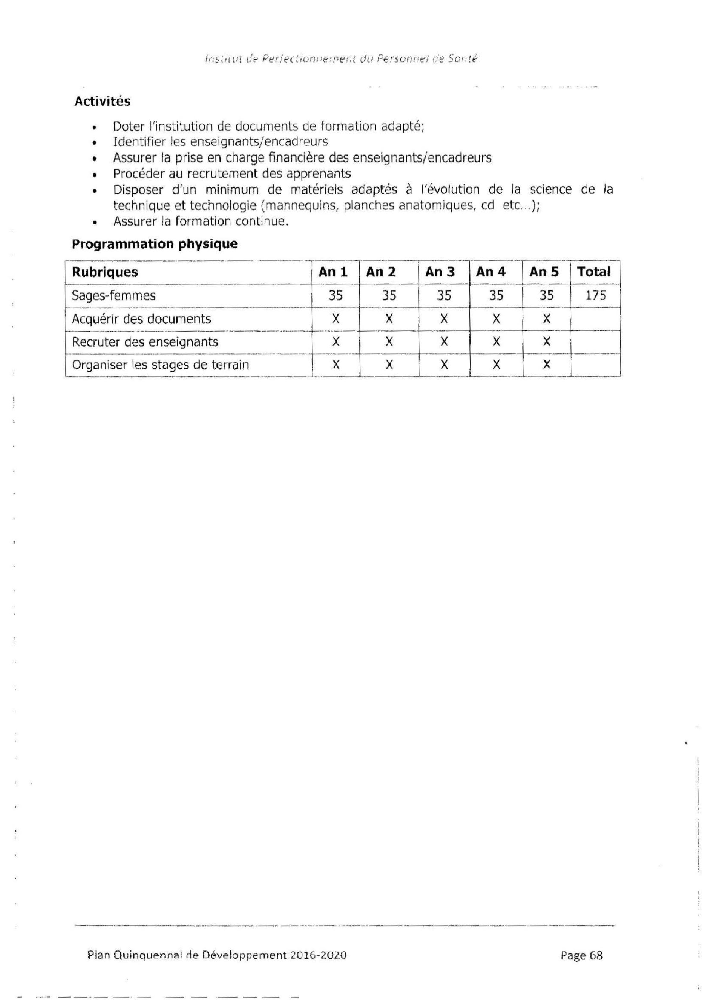 Institut de Perfectionnement du Personnel de Santé
Activités
• Doter l'institution de documents de formation adapté;
• Identifier les enseignants/encadreurs
• Assurer la prise en charge financière des enseignants/encadreurs
• Procéder au recrutement des apprenants
• Disposer d'un minimum de matériels adaptés à l'évolution de la science de la
technique et technologie (mannequins, planches anatomiques, cd etc...);
• Assurer la formation continue.
Programmation physique
Rubriques An 1 An 2 An 3 An 4 An 5 Total
Sages-femmes 35 35 35 35 35 175
Acquérir des documents X X X X X
Recruter des enseignants X X X X X
Organiser les stages de terrain X X X X X
Plan Quinquennal de Développement 2016-2020 Page 68